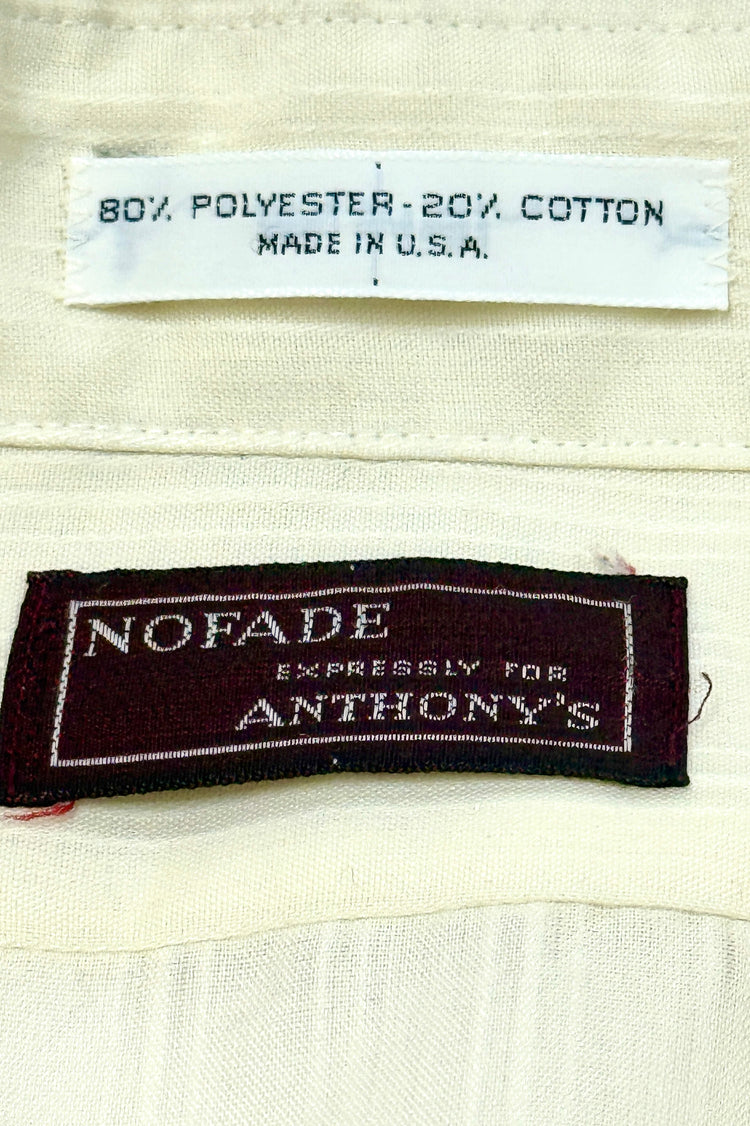 80% POLYESTER - 20% COTTON
MADE IN U.S.A.
NOFADE
EXPRESSLY FOR
ANTHONY'S